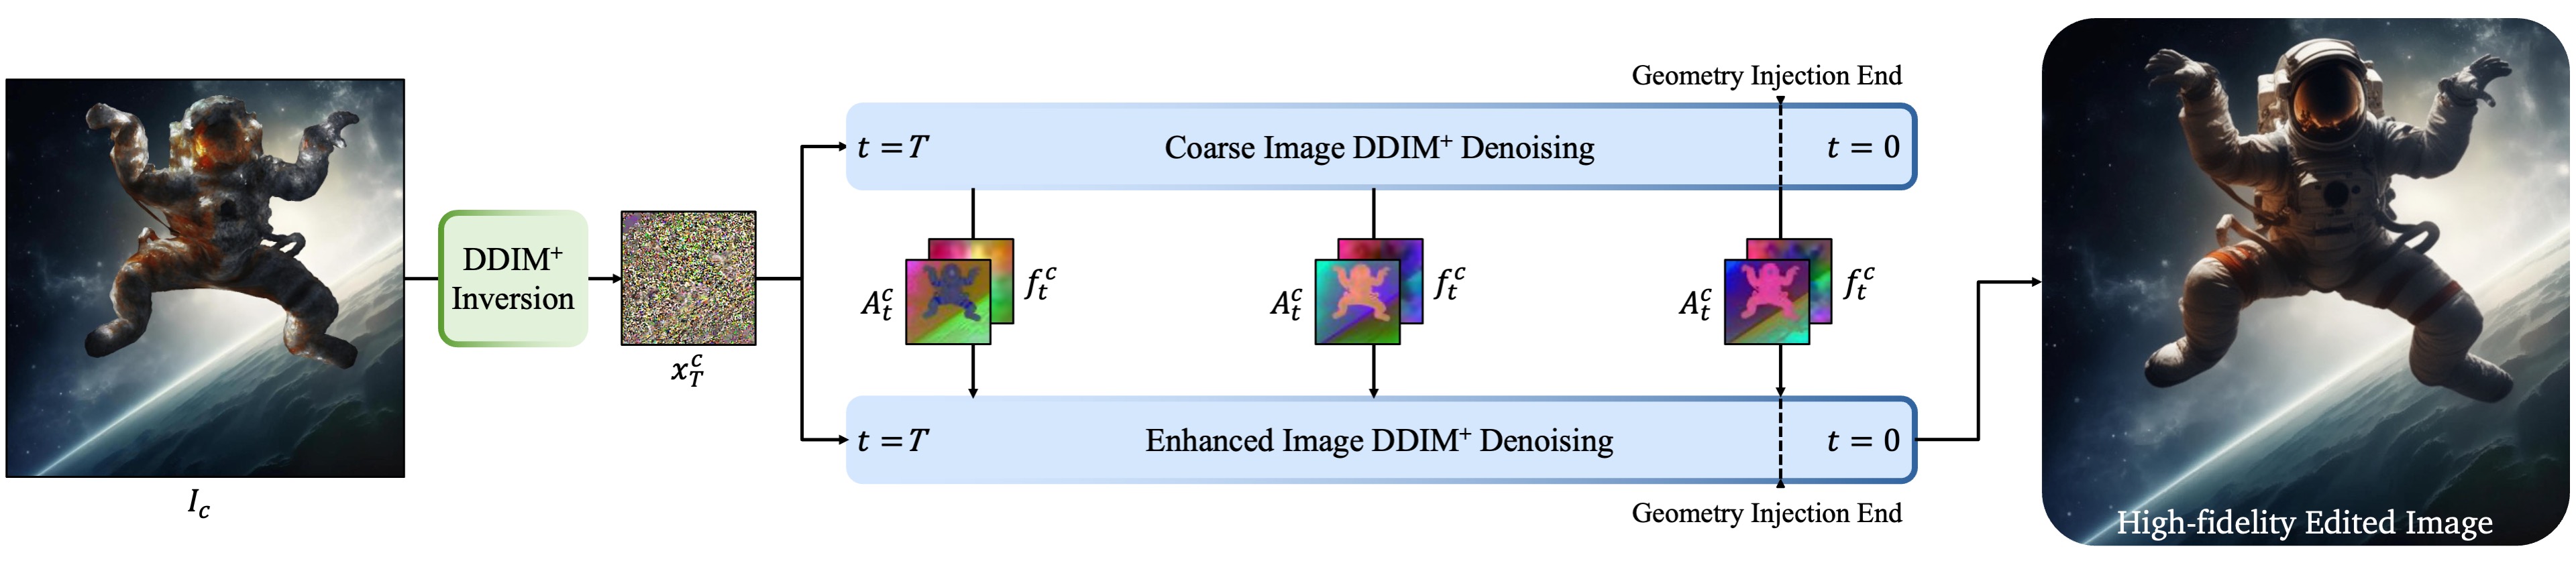 I_c
DDIM⁺
Inversion
x_T^c
Geometry Injection End
t = T
Coarse Image DDIM⁺ Denoising
t = 0
A_t^c
f_t^c
A_t^c
f_t^c
A_t^c
f_t^c
t = T
Enhanced Image DDIM⁺ Denoising
t = 0
Geometry Injection End
High-fidelity Edited Image